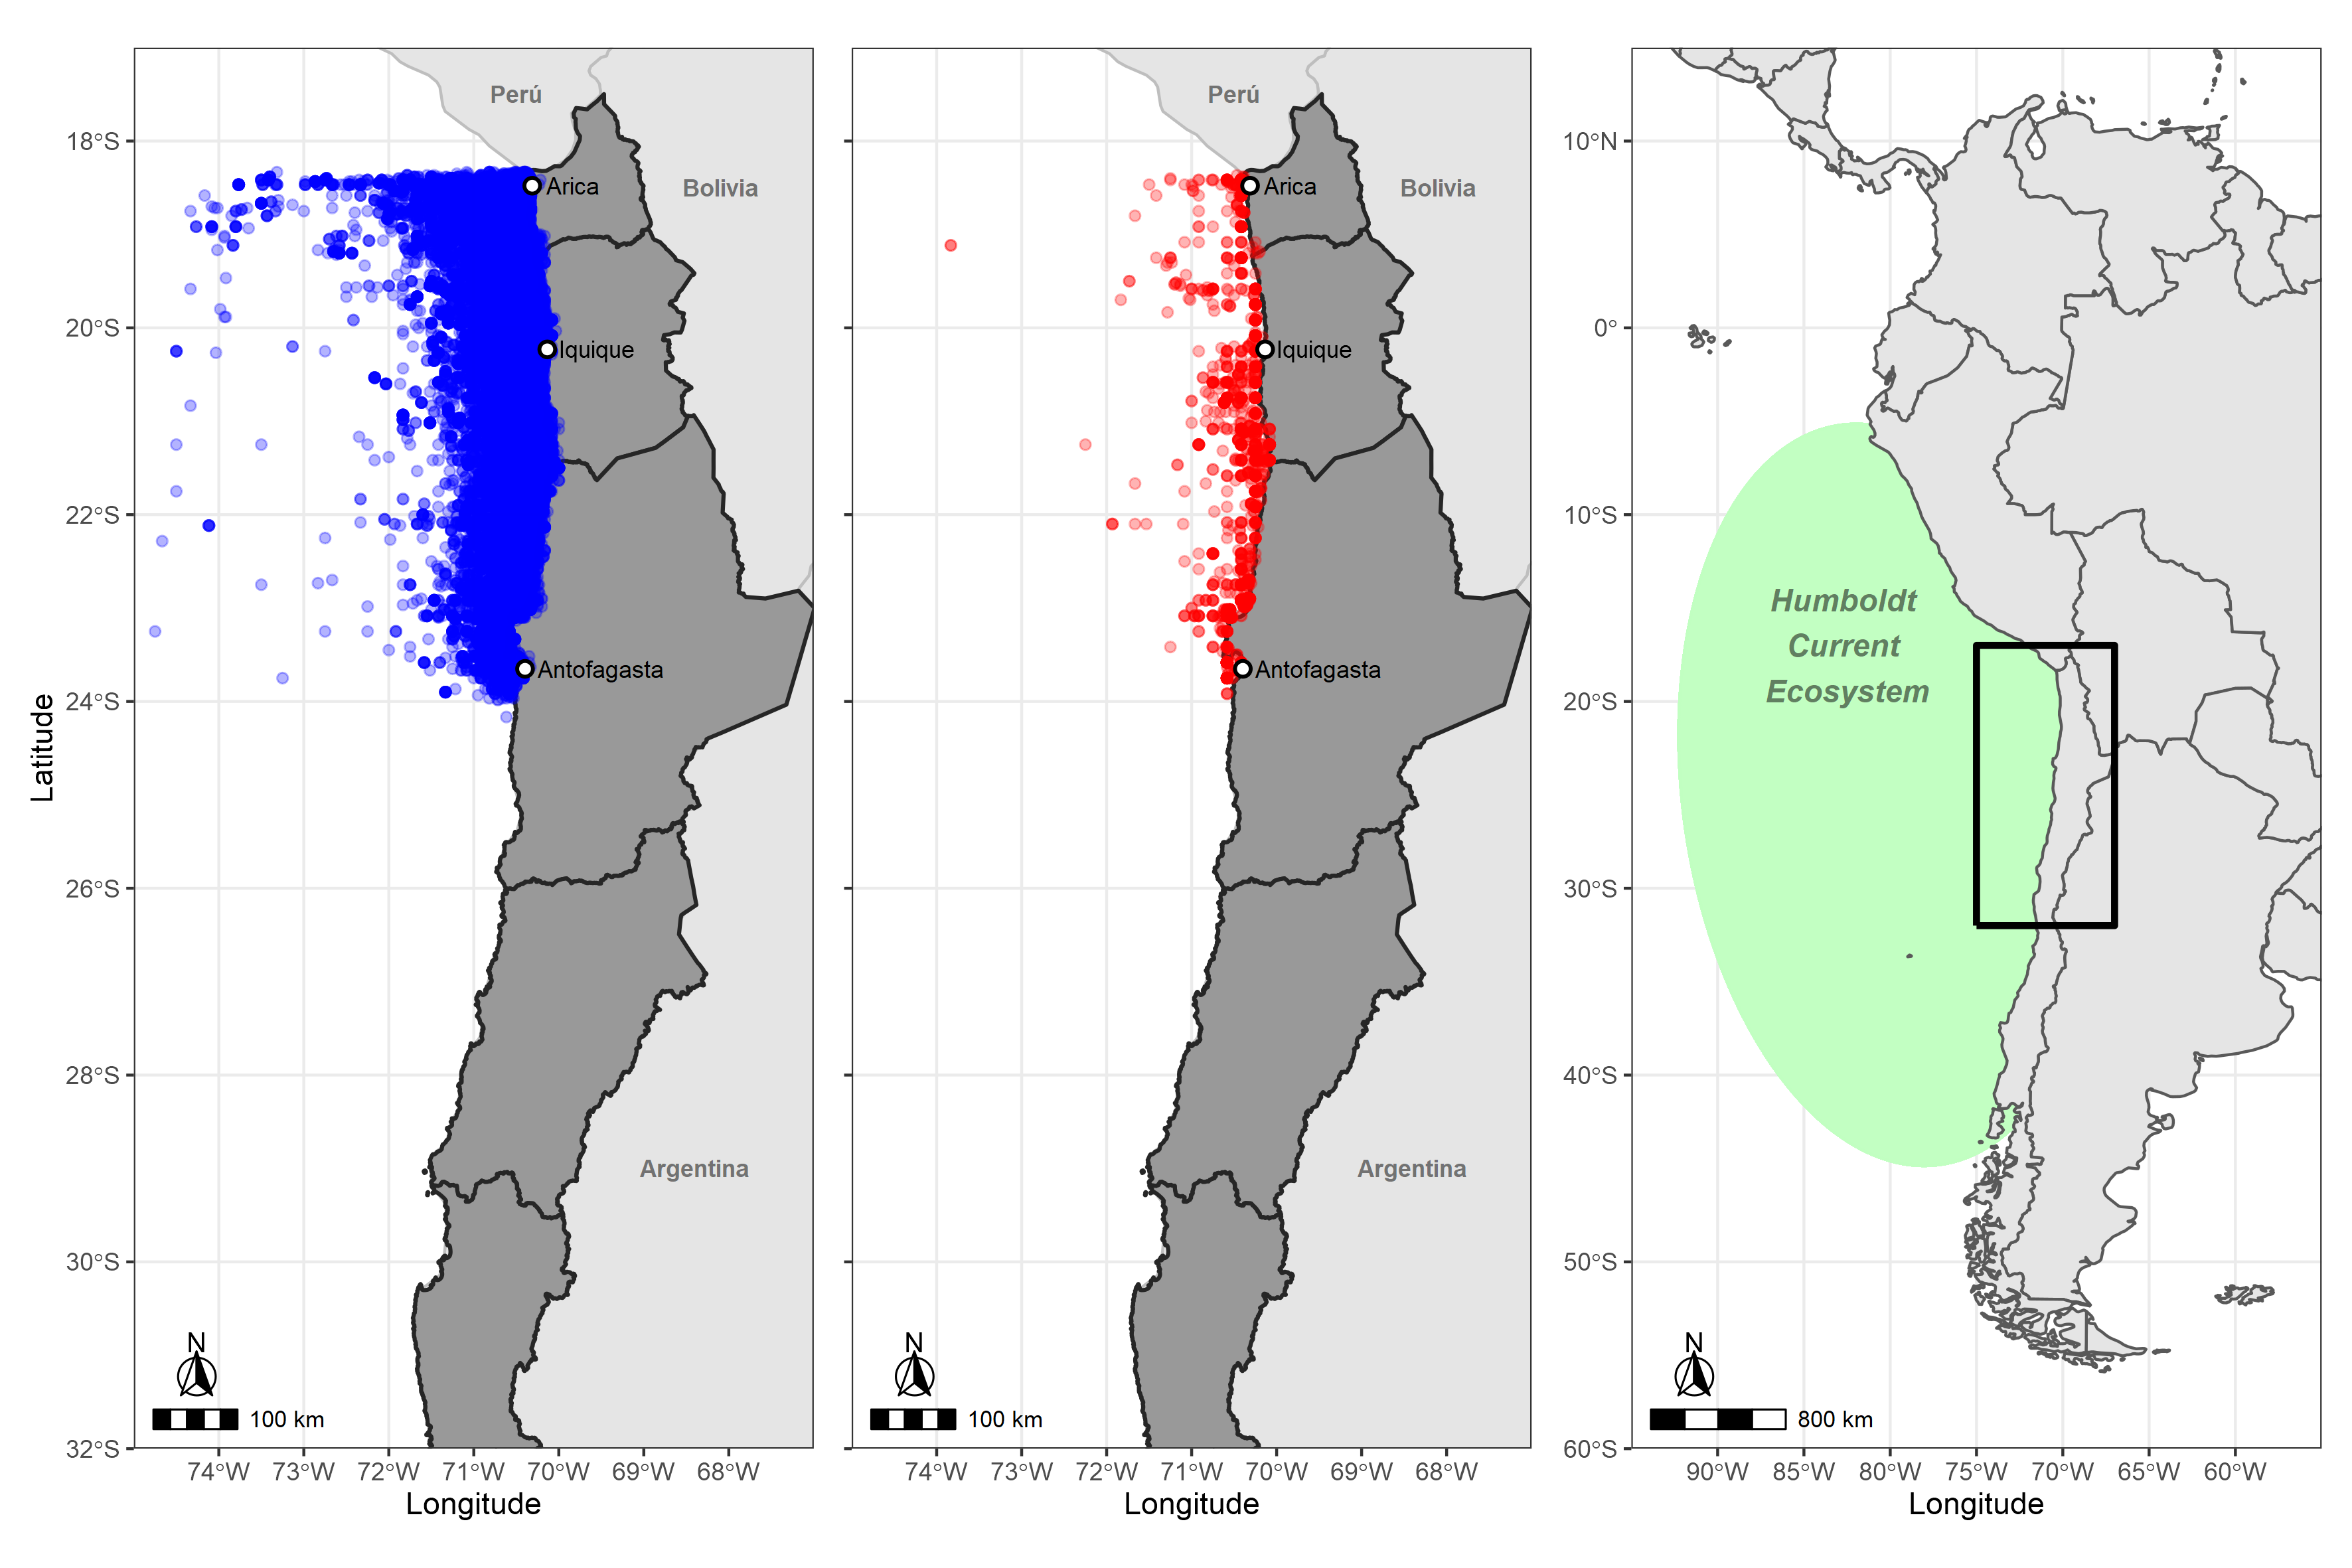 Latitude
18°S
20°S
22°S
24°S
26°S
28°S
30°S
32°S
Perú
Bolivia
Arica
Iquique
Antofagasta
Argentina
N
100 km
74°W 73°W 72°W 71°W 70°W 69°W 68°W
Longitude
Perú
Bolivia
Arica
Iquique
Antofagasta
Argentina
N
100 km
74°W 73°W 72°W 71°W 70°W 69°W 68°W
Longitude
10°N
0°
10°S
20°S
30°S
40°S
50°S
60°S
Humboldt
Current
Ecosystem
N
800 km
90°W 85°W 80°W 75°W 70°W 65°W 60°W
Longitude